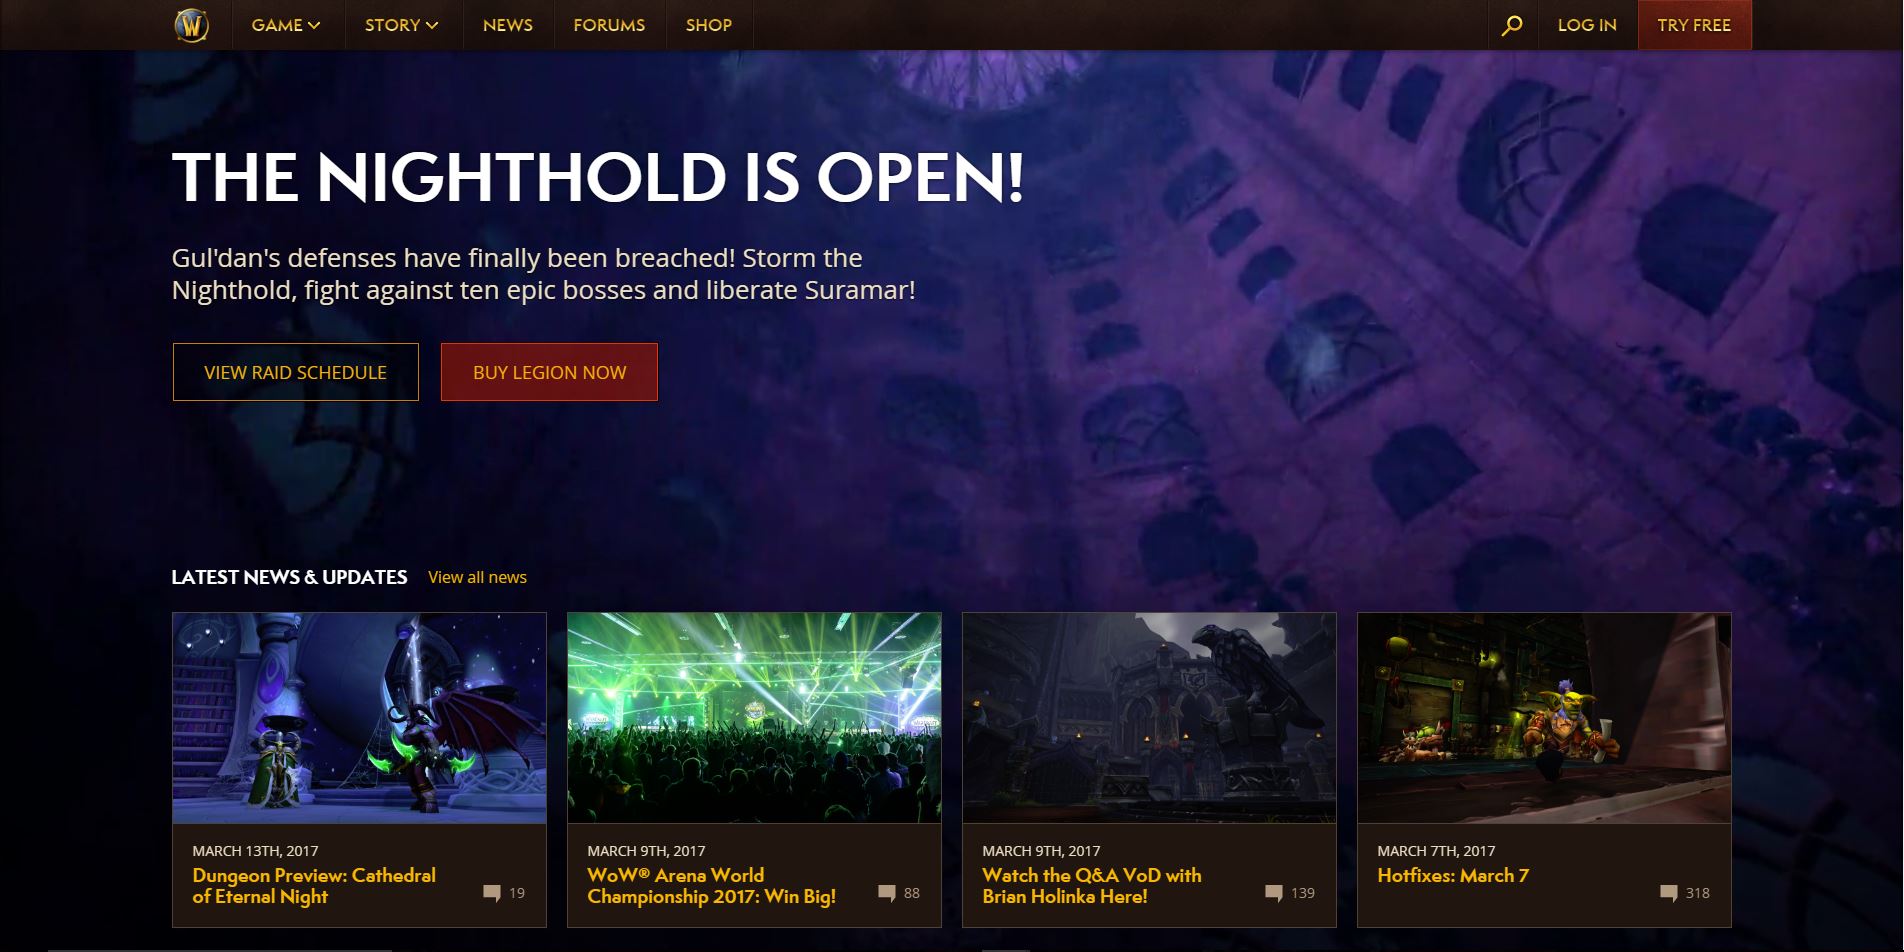 GAME STORY NEWS FORUMS SHOP LOG IN TRY FREE
THE NIGHTHOLD IS OPEN!
Gul'dan's defenses have finally been breached! Storm the
Nighthold, fight against ten epic bosses and liberate Suramar!
VIEW RAID SCHEDULE
BUY LEGION NOW
LATEST NEWS & UPDATES View all news
MARCH 13TH, 2017
Dungeon Preview: Cathedral
of Eternal Night
19
MARCH 9TH, 2017
WoW® Arena World
Championship 2017: Win Big!
88
MARCH 9TH, 2017
Watch the Q&A VoD with
Brian Holinka Here!
139
MARCH 7TH, 2017
Hotfixes: March 7
318